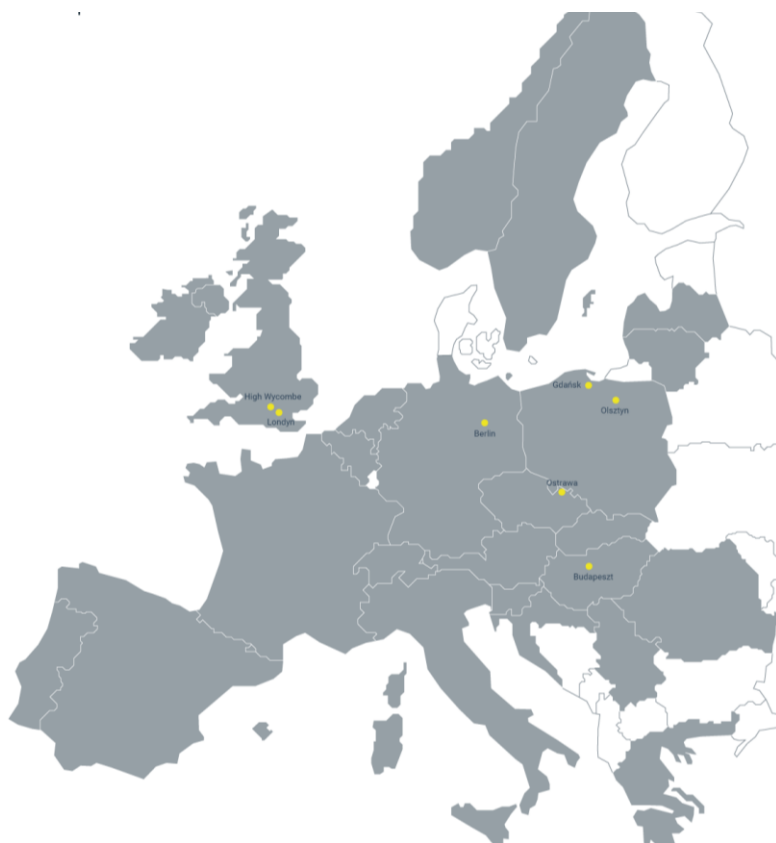 Gdańsk
High Wycombe
Olsztyn
Londyn
Berlin
Ostrawa
Budapeszt